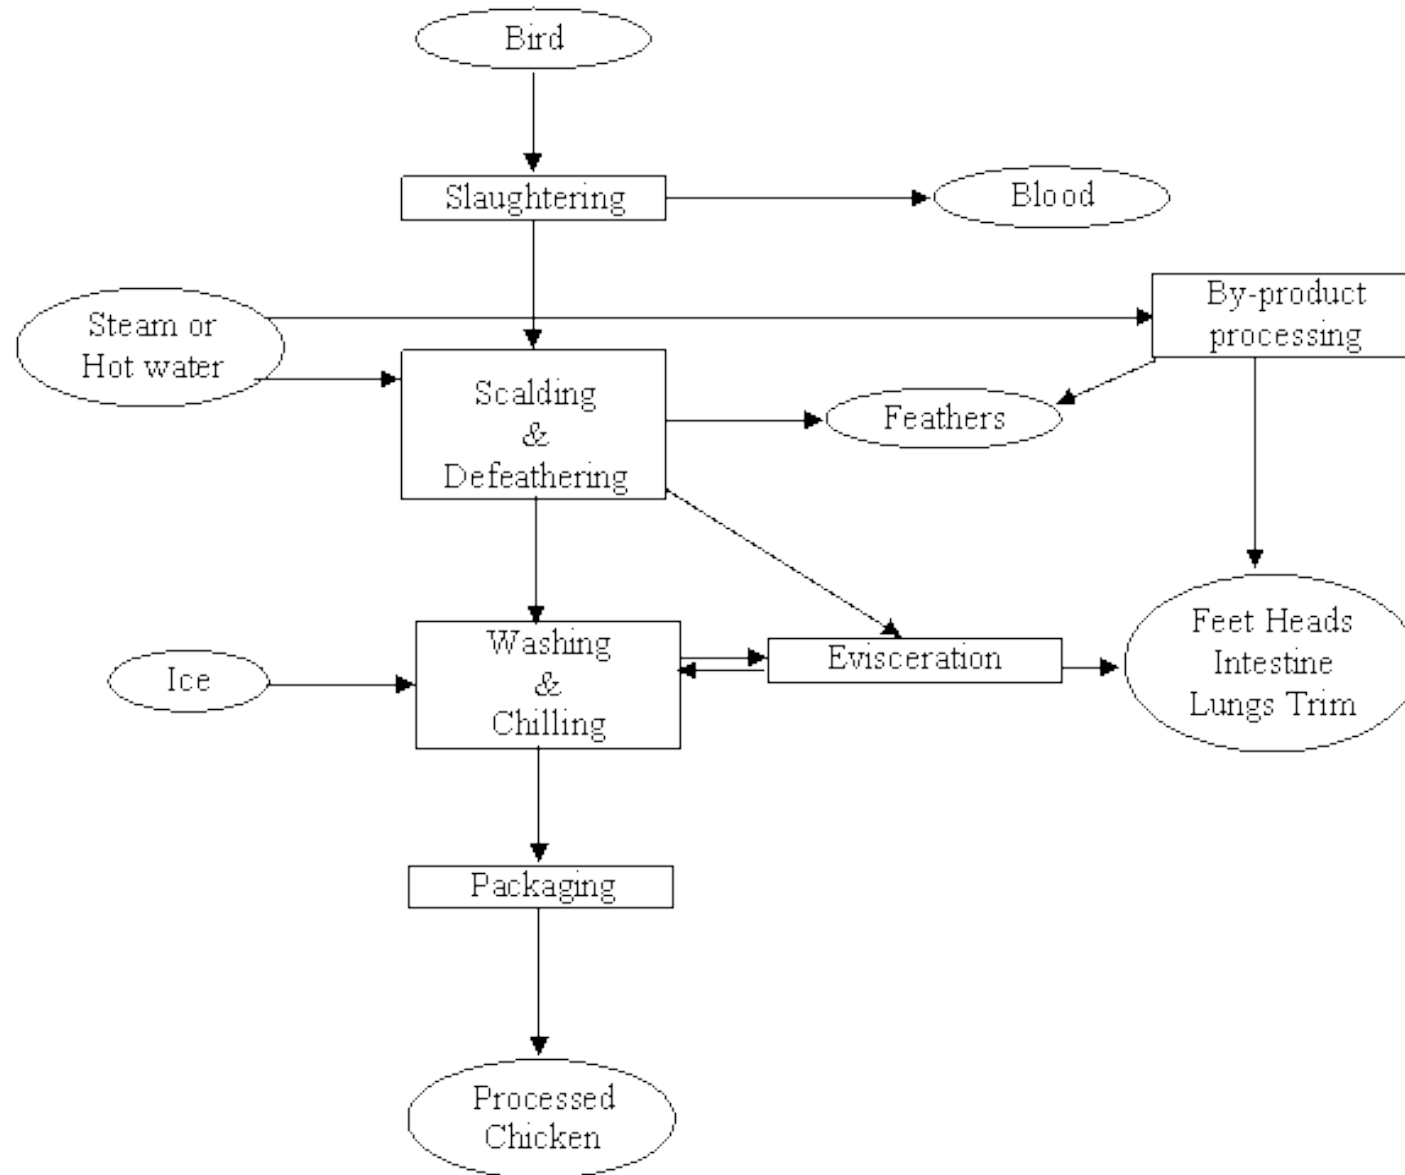 Bird
Slaughtering
Blood
Steam or
Hot water
By-product
processing
Scalding
&
Defeathering
Feathers
Washing
&
Chilling
Evisceration
Feet Heads
Intestine
Lungs Trim
Ice
Packaging
Processed
Chicken